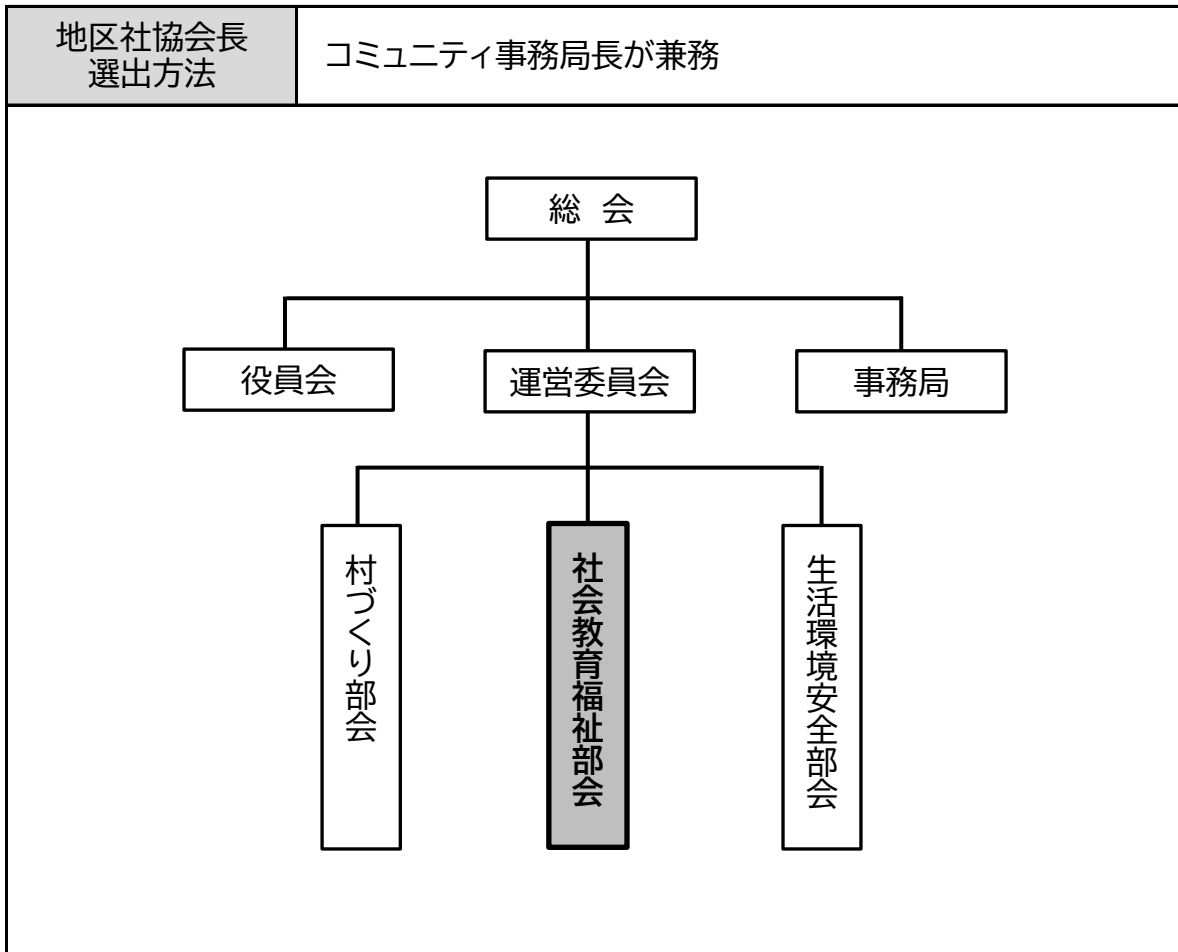 地区社協会長
選出方法
コミュニティ事務局長が兼務
総 会
役員会
運営委員会
事務局
村づくり部会
社会教育福祉部会
生活環境安全部会